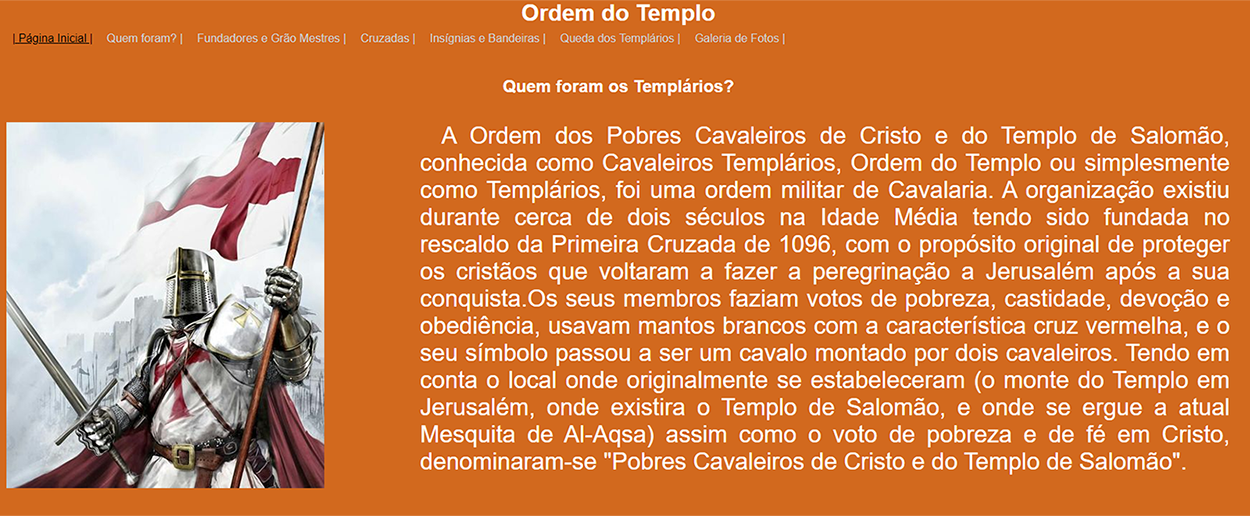 Ordem do Templo
| Página Inicial | Quem foram? | Fundadores e Grão Mestres | Cruzadas | Insígnias e Bandeiras | Queda dos Templários | Galeria de Fotos |
Quem foram os Templários?
A Ordem dos Pobres Cavaleiros de Cristo e do Templo de Salomão,
conhecida como Cavaleiros Templários, Ordem do Templo ou simplesmente
como Templários, foi uma ordem militar de Cavalaria. A organização existiu
durante cerca de dois séculos na Idade Média tendo sido fundada no
rescaldo da Primeira Cruzada de 1096, com o propósito original de proteger
os cristãos que voltaram a fazer a peregrinação a Jerusalém após a sua
conquista.Os seus membros faziam votos de pobreza, castidade, devoção e
obediência, usavam mantos brancos com a característica cruz vermelha, e o
seu símbolo passou a ser um cavalo montado por dois cavaleiros. Tendo em
conta o local onde originalmente se estabeleceram (o monte do Templo em
Jerusalém, onde existira o Templo de Salomão, e onde se ergue a atual
Mesquita de Al-Aqsa) assim como o voto de pobreza e de fé em Cristo,
denominaram-se "Pobres Cavaleiros de Cristo e do Templo de Salomão".